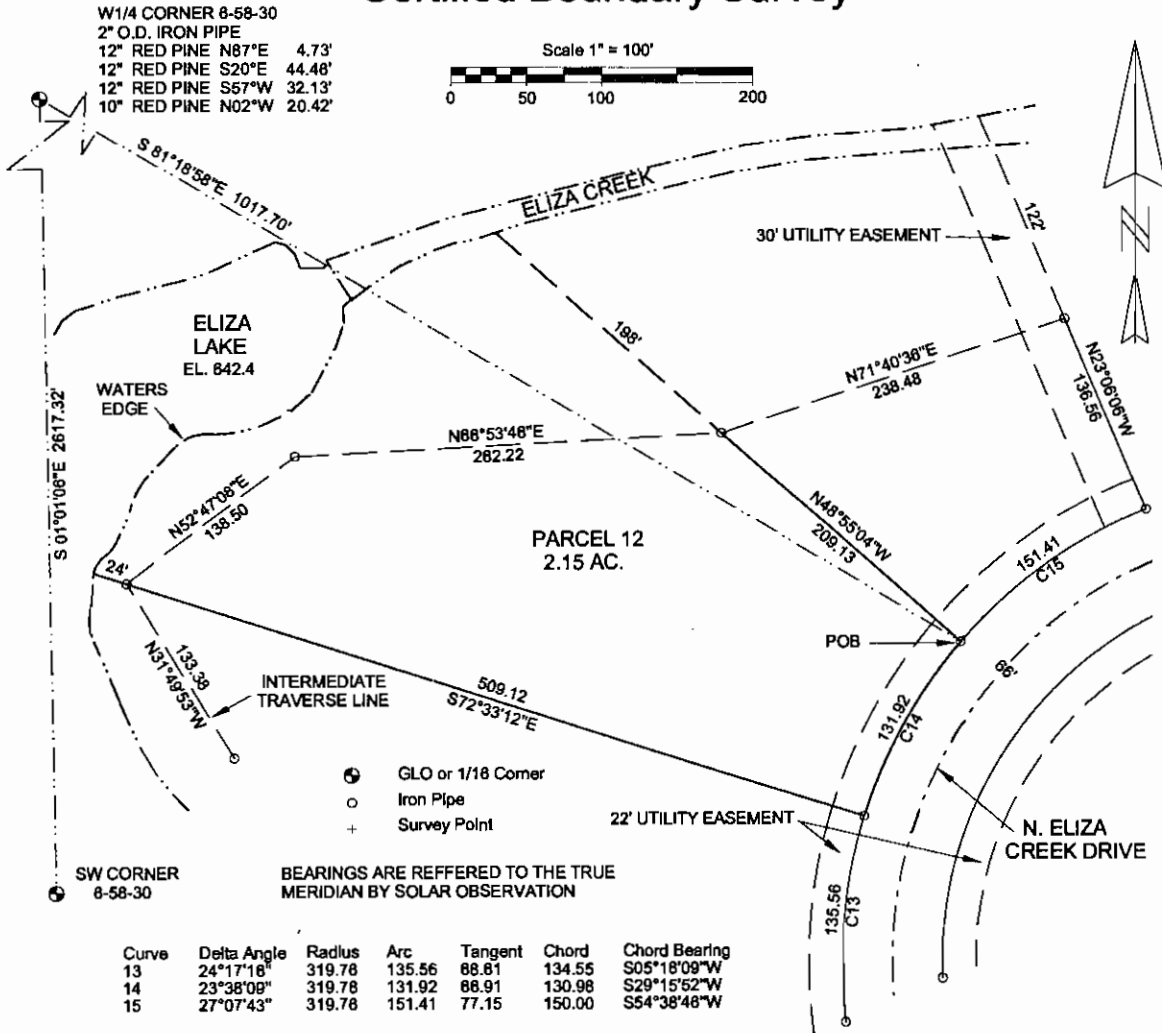 W1/4 CORNER 6-58-30
2" O.D. IRON PIPE
12" RED PINE N87°E 4.73'
12" RED PINE S20°E 44.46'
12" RED PINE S57°W 32.13'
10" RED PINE N02°W 20.42'
Scale 1" = 100'
0 50 100 200
S 81°18'58"E 1017.70'
ELIZA CREEK
30' UTILITY EASEMENT
122'
N
ELIZA
LAKE
EL. 642.4
198'
N71°40'36"E
238.48
N23°06'06"W
136.56
WATERS
EDGE
S 01°01'06"E 2617.32'
N86°53'46"E
262.22
N52°47'08"E
138.50
N48°55'04"W
209.13
PARCEL 12
2.15 AC.
151.41
C15
24'
POB
66'
133.38
N31°49'53"W
INTERMEDIATE
TRAVERSE LINE
509.12
S72°33'12"E
131.92
C14
GLO or 1/16 Corner
Iron Pipe
Survey Point
22' UTILITY EASEMENT
N. ELIZA
CREEK DRIVE
SW CORNER
6-58-30
BEARINGS ARE REFFERED TO THE TRUE
MERIDIAN BY SOLAR OBSERVATION
135.56
C13
Curve Delta Angle Radius Arc Tangent Chord Chord Bearing
13 24°17'16" 319.76 135.56 68.81 134.55 S05°18'09"W
14 23°38'09" 319.76 131.92 66.91 130.98 S29°15'52"W
15 27°07'43" 319.76 151.41 77.15 150.00 S54°38'48"W